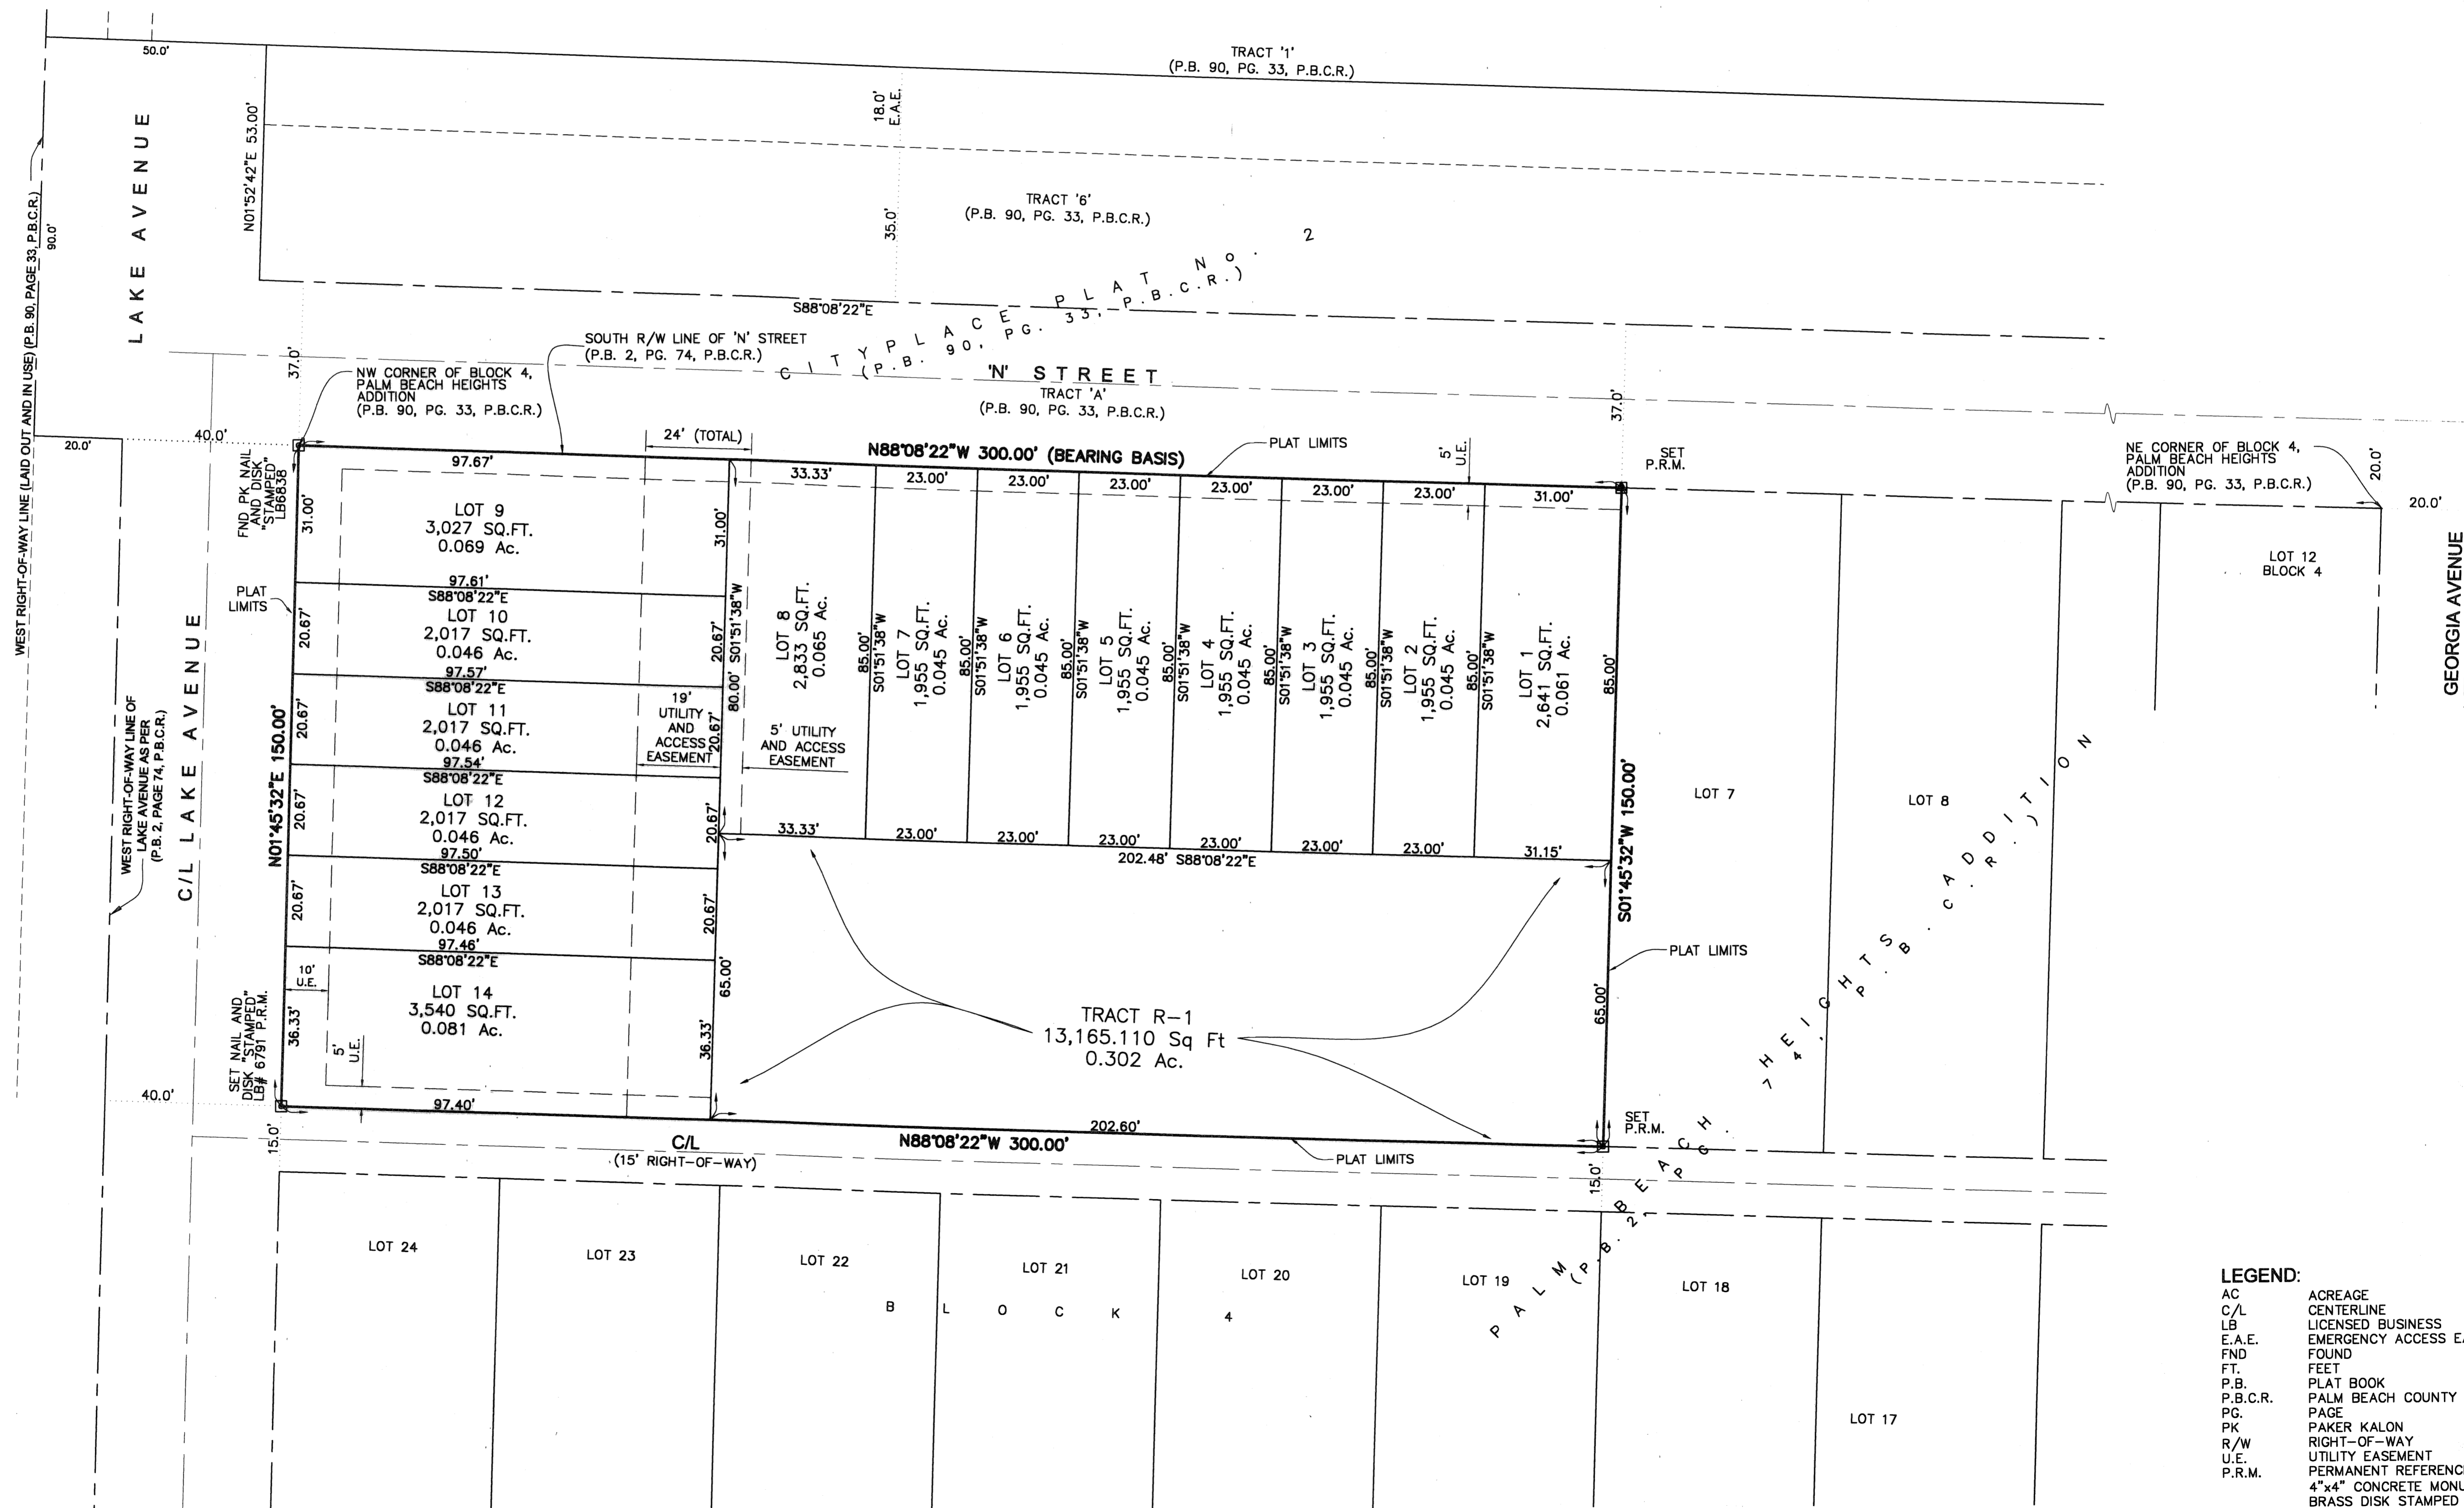 50.0'
TRACT '1'
(P.B. 90, PG. 33, P.B.C.R.)
WEST RIGHT-OF-WAY LINE (LAID OUT AND IN USE) (P.B. 90, PAGE 33, P.B.C.R.)
90.0'
LAKE AVENUE
N01°52'42"E 53.00'
18.0'
E.A.E.
35.0'
TRACT '6'
(P.B. 90, PG. 33, P.B.C.R.)
CITYPLACE PLAT NO. 2
(P.B. 90, PG. 33, P.B.C.R.)
S88°08'22"E
SOUTH R/W LINE OF 'N' STREET
(P.B. 2, PG. 74, P.B.C.R.)
37.0'
NW CORNER OF BLOCK 4,
PALM BEACH HEIGHTS
ADDITION
(P.B. 90, PG. 33, P.B.C.R.)
'N' STREET
TRACT 'A'
(P.B. 90, PG. 33, P.B.C.R.)
37.0'
20.0'
40.0'
24' (TOTAL)
N88°08'22"W 300.00' (BEARING BASIS)
PLAT LIMITS
5'
U.E.
SET
P.R.M.
NE CORNER OF BLOCK 4,
PALM BEACH HEIGHTS
ADDITION
(P.B. 90, PG. 33, P.B.C.R.)
20.0'
20.0'
GEORGIA AVENUE
LOT 12
BLOCK 4
FND PK NAIL
AND DISK
"STAMPED"
LB6838
97.67'
33.33'
23.00'
23.00'
23.00'
23.00'
23.00'
23.00'
31.00'
31.00'
LOT 9
3,027 SQ.FT.
0.069 Ac.
31.00'
97.61'
S88°08'22"E
PLAT
LIMITS
20.67'
LOT 10
2,017 SQ.FT.
0.046 Ac.
20.67'
97.57'
S88°08'22"E
20.67'
LOT 11
2,017 SQ.FT.
0.046 Ac.
20.67'
97.54'
S88°08'22"E
19'
UTILITY
AND
ACCESS
EASEMENT
80.00' S01°51'38"W
5' UTILITY
AND ACCESS
EASEMENT
20.67'
LOT 12
2,017 SQ.FT.
0.046 Ac.
20.67'
97.50'
S88°08'22"E
20.67'
LOT 13
2,017 SQ.FT.
0.046 Ac.
20.67'
97.46'
S88°08'22"E
10'
U.E.
36.33'
LOT 14
3,540 SQ.FT.
0.081 Ac.
36.33'
65.00'
5'
U.E.
97.40'
N01°45'32"E 150.00'
C/L LAKE AVENUE
WEST RIGHT-OF-WAY LINE OF
LAKE AVENUE AS PER
(P.B. 2, PAGE 74, P.B.C.R.)
SET NAIL AND
DISK "STAMPED"
LB# 6791 P.R.M.
40.0'
15.0'
LOT 8
2,833 SQ.FT.
0.065 Ac.
85.00'
S01°51'38"W
LOT 7
1,955 SQ.FT.
0.045 Ac.
85.00'
S01°51'38"W
LOT 6
1,955 SQ.FT.
0.045 Ac.
85.00'
S01°51'38"W
LOT 5
1,955 SQ.FT.
0.045 Ac.
85.00'
S01°51'38"W
LOT 4
1,955 SQ.FT.
0.045 Ac.
85.00'
S01°51'38"W
LOT 3
1,955 SQ.FT.
0.045 Ac.
85.00'
S01°51'38"W
LOT 2
1,955 SQ.FT.
0.045 Ac.
85.00'
S01°51'38"W
LOT 1
2,641 SQ.FT.
0.061 Ac.
85.00'
33.33'
23.00'
23.00'
23.00'
23.00'
23.00'
23.00'
31.15'
202.48' S88°08'22"E
S01°45'32"W 150.00'
65.00'
PLAT LIMITS
TRACT R-1
13,165.110 Sq Ft
0.302 Ac.
SET
P.R.M.
LOT 7
LOT 8
PALM BEACH HEIGHTS ADDITION
(P.B. 2, PG. 74, P.B.C.R.)
202.60'
C/L
N88°08'22"W 300.00'
(15' RIGHT-OF-WAY)
PLAT LIMITS
15.0'
LOT 24
LOT 23
LOT 22
LOT 21
LOT 20
LOT 19
LOT 18
LOT 17
BLOCK 4
LEGEND:
AC ACREAGE
C/L CENTERLINE
LB LICENSED BUSINESS
E.A.E. EMERGENCY ACCESS E
FND FOUND
FT. FEET
P.B. PLAT BOOK
P.B.C.R. PALM BEACH COUNTY
PG. PAGE
PK PAKER KALON
R/W RIGHT-OF-WAY
U.E. UTILITY EASEMENT
P.R.M. PERMANENT REFERENC
4"x4" CONCRETE MON
BRASS DISK STAMPED